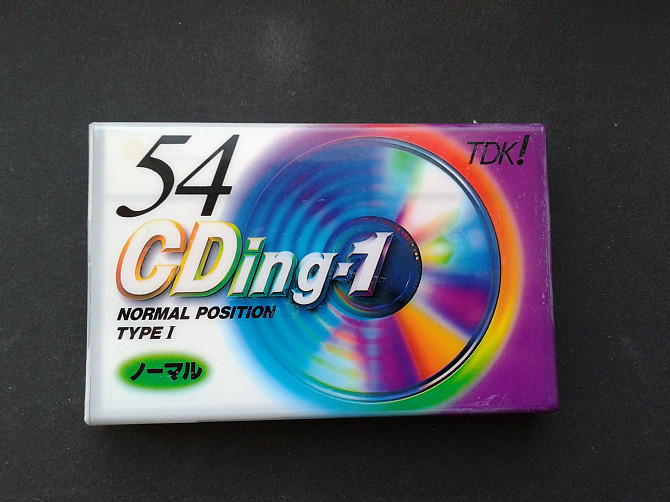 54
TDK!
CDing-1
NORMAL POSITION
TYPE I
ノーマル